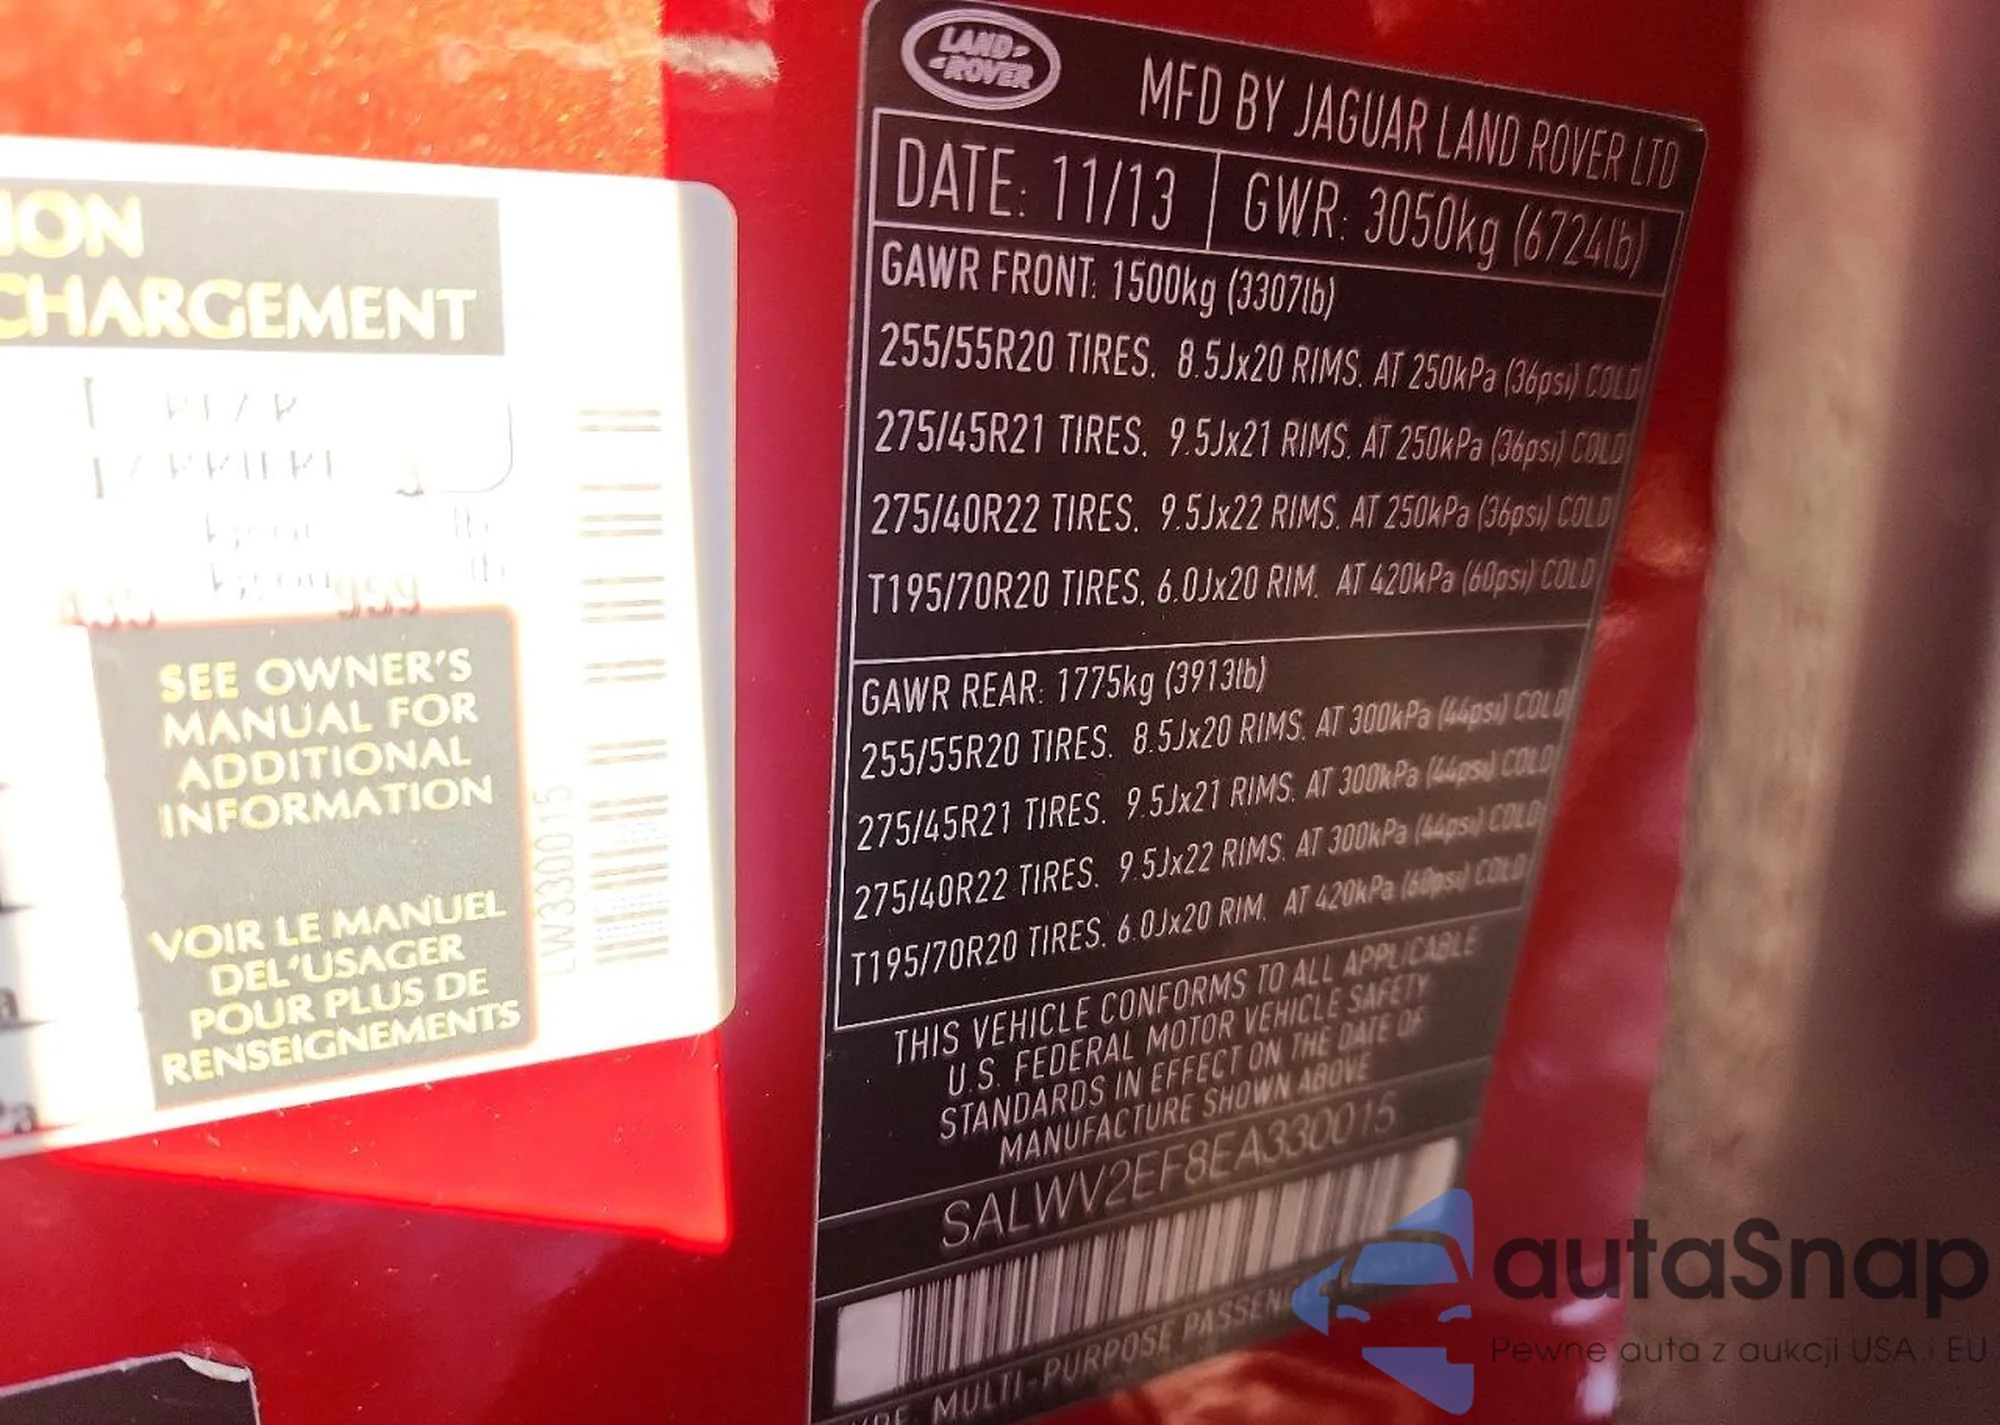 ION
CHARGEMENT
959
SEE OWNER'S
MANUAL FOR
ADDITIONAL
INFORMATION
VOIR LE MANUEL
DEL'USAGER
POUR PLUS DE
RENSEIGNEMENTS
LW330015
LAND-
-ROVER
MFD BY JAGUAR LAND ROVER LTD
DATE: 11/13 GWR: 3050kg (6724lb)
GAWR FRONT: 1500kg (3307lb)
255/55R20 TIRES. 8.5Jx20 RIMS. AT 250kPa (36psi) COLD
275/45R21 TIRES. 9.5Jx21 RIMS. AT 250kPa (36psi) COLD
275/40R22 TIRES. 9.5Jx22 RIMS. AT 250kPa (36psi) COLD
T195/70R20 TIRES. 6.0Jx20 RIM. AT 420kPa (60psi) COLD
GAWR REAR: 1775kg (3913lb)
255/55R20 TIRES. 8.5Jx20 RIMS. AT 300kPa (44psi) COLD
275/45R21 TIRES. 9.5Jx21 RIMS. AT 300kPa (44psi) COLD
275/40R22 TIRES. 9.5Jx22 RIMS. AT 300kPa (44psi) COLD
T195/70R20 TIRES. 6.0Jx20 RIM. AT 420kPa (60psi) COLD
THIS VEHICLE CONFORMS TO ALL APPLICABLE
U.S. FEDERAL MOTOR VEHICLE SAFETY
STANDARDS IN EFFECT ON THE DATE OF
MANUFACTURE SHOWN ABOVE
SALWV2EF8EA330015
MULTI-PURPOSE
autaSnap
Pewne auta z aukcji USA i EU